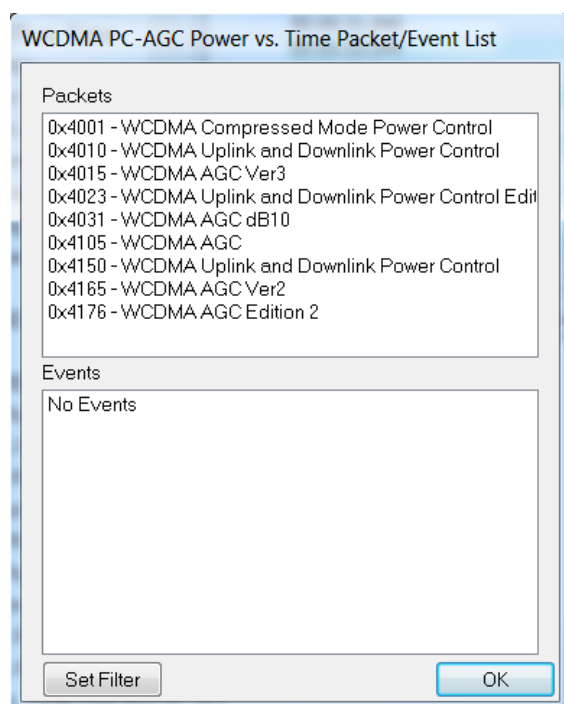 WCDMA PC-AGC Power vs. Time Packet/Event List
Packets
0x4001 - WCDMA Compressed Mode Power Control
0x4010 - WCDMA Uplink and Downlink Power Control
0x4015 - WCDMA AGC Ver3
0x4023 - WCDMA Uplink and Downlink Power Control Edit
0x4031 - WCDMA AGC dB10
0x4105 - WCDMA AGC
0x4150 - WCDMA Uplink and Downlink Power Control
0x4165 - WCDMA AGC Ver2
0x4176 - WCDMA AGC Edition 2
Events
No Events
Set Filter
OK